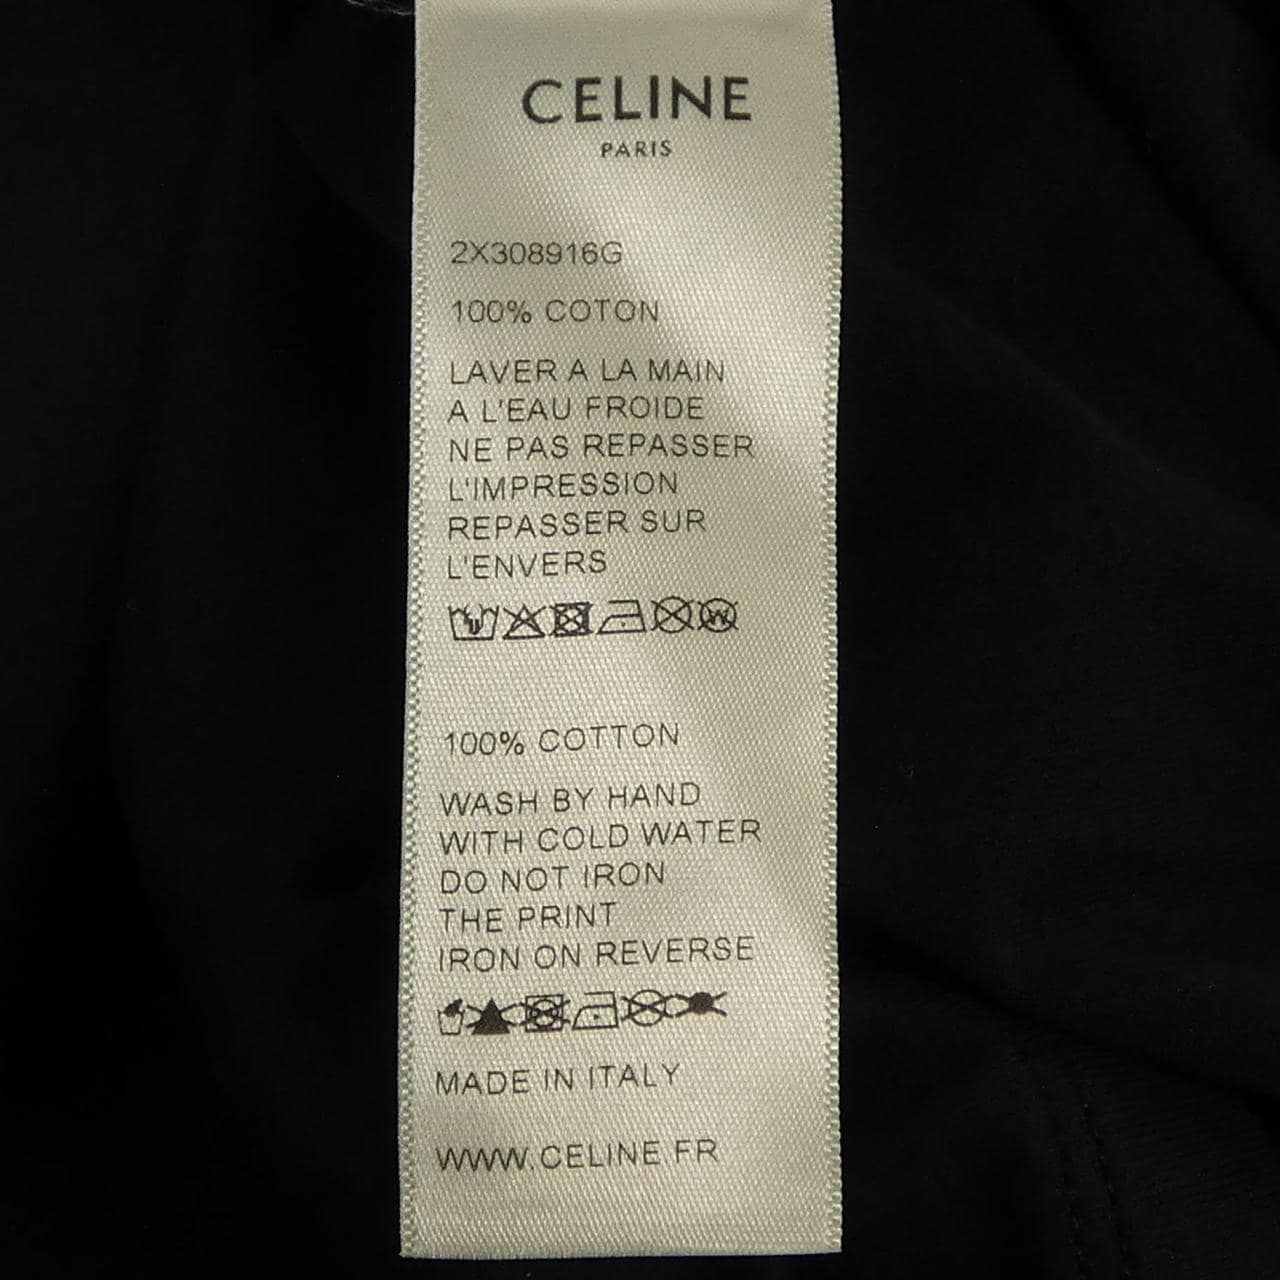 CELINE
PARIS
2X308916G
100% COTON
LAVER A LA MAIN
A L'EAU FROIDE
NE PAS REPASSER
L'IMPRESSION
REPASSER SUR
L'ENVERS
100% COTTON
WASH BY HAND
WITH COLD WATER
DO NOT IRON
THE PRINT
IRON ON REVERSE
MADE IN ITALY
WWW.CELINE.FR